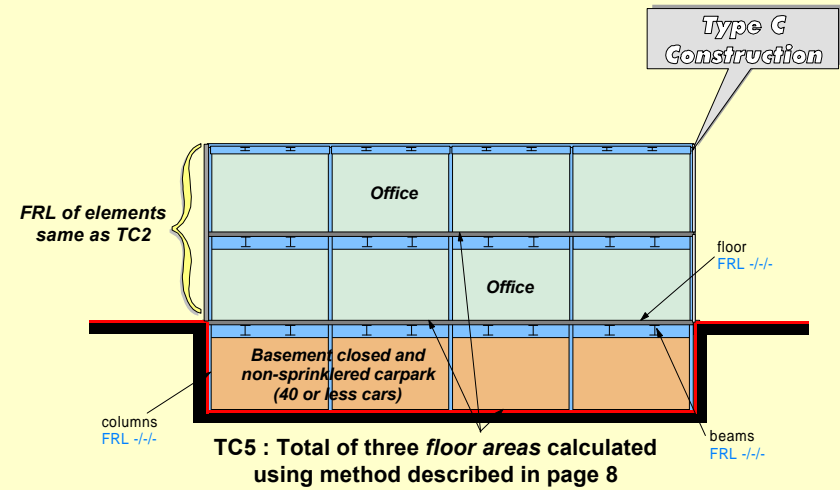 Type C
Construction
Office
FRL of elements
same as TC2
floor
FRL -/-/-
Office
Basement closed and
non-sprinklered carpark
(40 or less cars)
columns
FRL -/-/-
beams
FRL -/-/-
TC5 : Total of three floor areas calculated
using method described in page 8